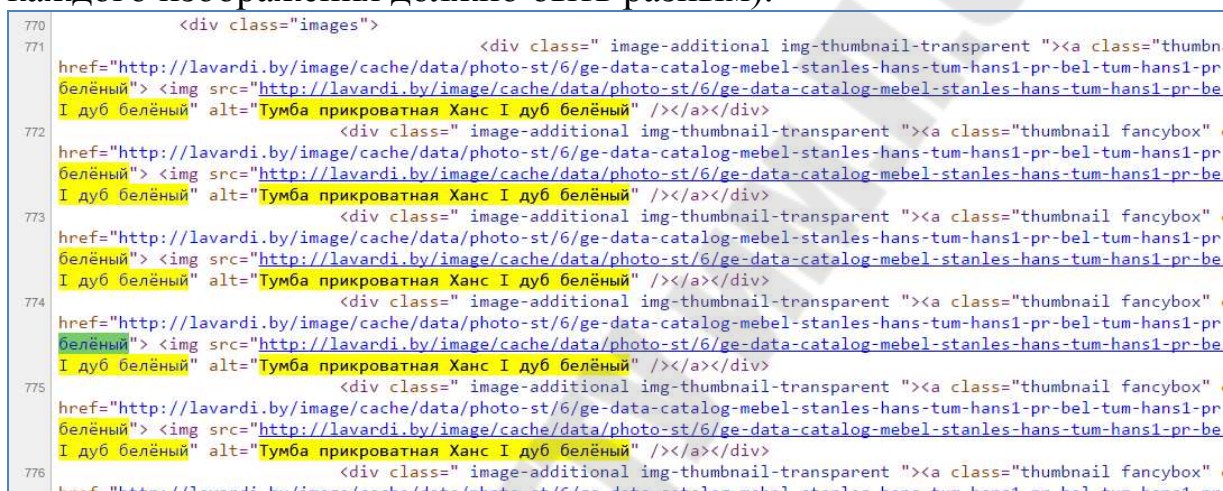 каждого изображения должно быть разным).
770 <div class="images">
771 <div class=" image-additional img-thumbnail-transparent "><a class="thumbn
href="http://lavardi.by/image/cache/data/photo-st/6/ge-data-catalog-mebel-stanles-hans-tum-hans1-pr-bel-tum-hans1-pr
белёный"> <img src="http://lavardi.by/image/cache/data/photo-st/6/ge-data-catalog-mebel-stanles-hans-tum-hans1-pr-be
I дуб белёный" alt="Тумба прикроватная Ханс I дуб белёный" /></a></div>
772 <div class=" image-additional img-thumbnail-transparent "><a class="thumbnail fancybox"
href="http://lavardi.by/image/cache/data/photo-st/6/ge-data-catalog-mebel-stanles-hans-tum-hans1-pr-bel-tum-hans1-pr
белёный"> <img src="http://lavardi.by/image/cache/data/photo-st/6/ge-data-catalog-mebel-stanles-hans-tum-hans1-pr-be
I дуб белёный" alt="Тумба прикроватная Ханс I дуб белёный" /></a></div>
773 <div class=" image-additional img-thumbnail-transparent "><a class="thumbnail fancybox"
href="http://lavardi.by/image/cache/data/photo-st/6/ge-data-catalog-mebel-stanles-hans-tum-hans1-pr-bel-tum-hans1-pr
белёный"> <img src="http://lavardi.by/image/cache/data/photo-st/6/ge-data-catalog-mebel-stanles-hans-tum-hans1-pr-be
I дуб белёный" alt="Тумба прикроватная Ханс I дуб белёный" /></a></div>
774 <div class=" image-additional img-thumbnail-transparent "><a class="thumbnail fancybox"
href="http://lavardi.by/image/cache/data/photo-st/6/ge-data-catalog-mebel-stanles-hans-tum-hans1-pr-bel-tum-hans1-pr
белёный"> <img src="http://lavardi.by/image/cache/data/photo-st/6/ge-data-catalog-mebel-stanles-hans-tum-hans1-pr-be
I дуб белёный" alt="Тумба прикроватная Ханс I дуб белёный" /></a></div>
775 <div class=" image-additional img-thumbnail-transparent "><a class="thumbnail fancybox"
href="http://lavardi.by/image/cache/data/photo-st/6/ge-data-catalog-mebel-stanles-hans-tum-hans1-pr-bel-tum-hans1-pr
белёный"> <img src="http://lavardi.by/image/cache/data/photo-st/6/ge-data-catalog-mebel-stanles-hans-tum-hans1-pr-be
I дуб белёный" alt="Тумба прикроватная Ханс I дуб белёный" /></a></div>
776 <div class=" image-additional img-thumbnail-transparent "><a class="thumbnail fancybox"